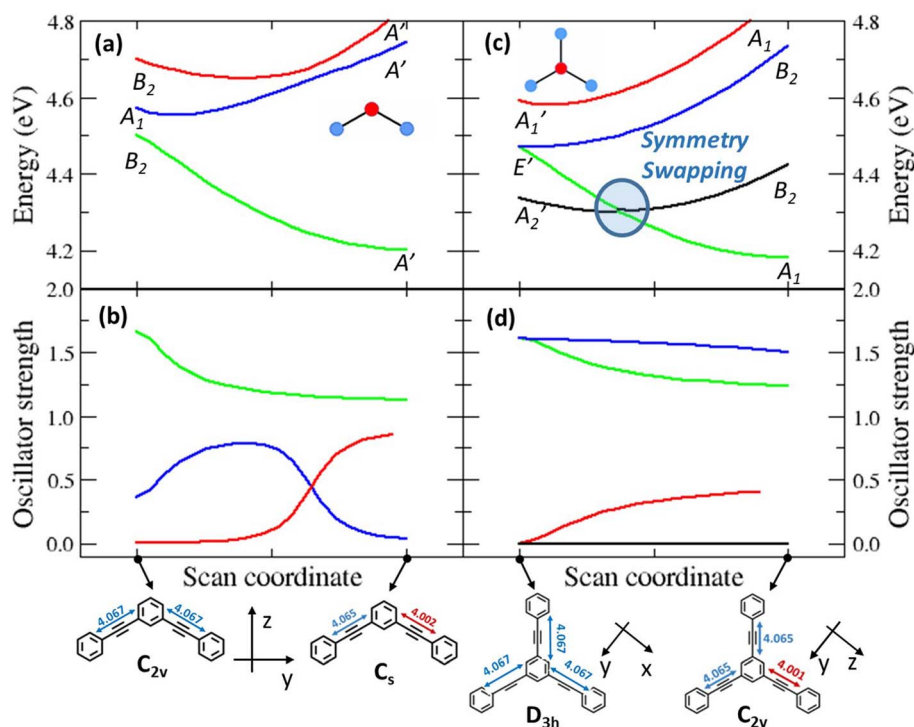 (a)
4.8
4.6
4.4
4.2
Energy (eV)
B2
A1
B2
A'
A'
A'
(c)
4.8
4.6
4.4
4.2
Energy (eV)
A1'
E'
A2'
Symmetry
Swapping
A1
B2
B2
A1
(b)
2.0
1.5
1.0
0.5
0.0
Oscillator strength
(d)
2.0
1.5
1.0
0.5
0.0
Oscillator strength
Scan coordinate
Scan coordinate
4.067
4.067
C2v
z
y
4.065
4.002
Cs
4.067
4.067
4.067
D3h
y
x
4.065
4.065
4.001
C2v
y
z